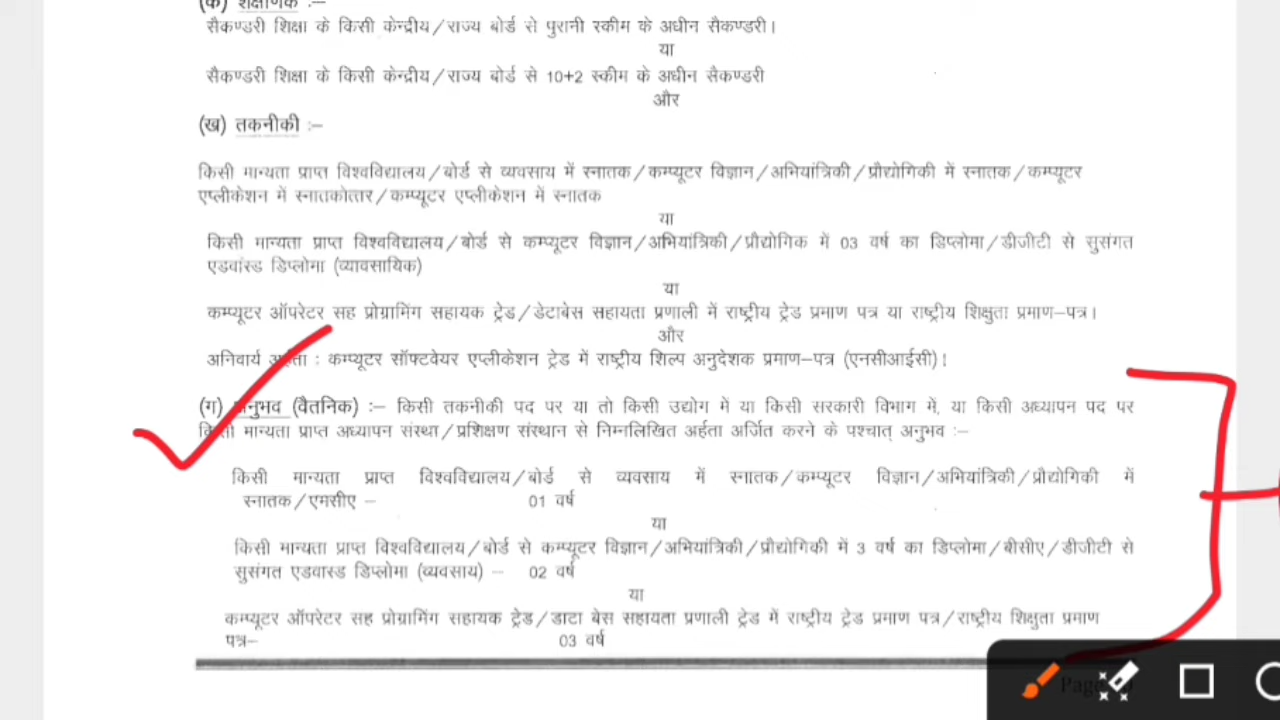 (क) शैक्षणिक :–
सैकण्डरी शिक्षा के किसी केन्द्रीय/राज्य बोर्ड से पुरानी स्कीम के अधीन सैकण्डरी।
या
सैकण्डरी शिक्षा के किसी केन्द्रीय/राज्य बोर्ड से 10+2 स्कीम के अधीन सैकण्डरी
और
(ख) तकनीकी :–
किसी मान्यता प्राप्त विश्वविद्यालय/बोर्ड से व्यवसाय में स्नातक/कम्प्यूटर विज्ञान/अभियांत्रिकी/प्रौद्योगिकी में स्नातक/कम्प्यूटर
एप्लीकेशन में स्नातकोत्तर/कम्प्यूटर एप्लीकेशन में स्नातक
या
किसी मान्यता प्राप्त विश्वविद्यालय/बोर्ड से कम्प्यूटर विज्ञान/अभियांत्रिकी/प्रौद्योगिक में 03 वर्ष का डिप्लोमा/डीजीटी से सुसंगत
एडवांस्ड डिप्लोमा (व्यावसायिक)
या
कम्प्यूटर ऑपरेटर सह प्रोग्रामिंग सहायक ट्रेड/डेटाबेस सहायता प्रणाली में राष्ट्रीय ट्रेड प्रमाण पत्र या राष्ट्रीय शिक्षुता प्रमाण–पत्र।
और
अनिवार्य अर्हता : कम्प्यूटर सॉफ्टवेयर एप्लीकेशन ट्रेड में राष्ट्रीय शिल्प अनुदेशक प्रमाण–पत्र (एनसीआईसी)।
(ग) अनुभव (वैतनिक) :– किसी तकनीकी पद पर या तो किसी उद्योग में या किसी सरकारी विभाग में, या किसी अध्यापन पद पर
किसी मान्यता प्राप्त अध्यापन संस्था/प्रशिक्षण संस्थान से निम्नलिखित अर्हता अर्जित करने के पश्चात् अनुभव :–
किसी मान्यता प्राप्त विश्वविद्यालय/बोर्ड से व्यवसाय में स्नातक/कम्प्यूटर विज्ञान/अभियांत्रिकी/प्रौद्योगिकी में
स्नातक/एमसीए – 01 वर्ष
या
किसी मान्यता प्राप्त विश्वविद्यालय/बोर्ड से कम्प्यूटर विज्ञान/अभियांत्रिकी/प्रौद्योगिकी में 3 वर्ष का डिप्लोमा/बीसीए/डीजीटी से
सुसंगत एडवास्ड डिप्लोमा (व्यवसाय) – 02 वर्ष
या
कम्प्यूटर ऑपरेटर सह प्रोग्रामिंग सहायक ट्रेड/डाटा बेस सहायता प्रणाली ट्रेड में राष्ट्रीय ट्रेड प्रमाण पत्र/राष्ट्रीय शिक्षुता प्रमाण
पत्र– 03 वर्ष